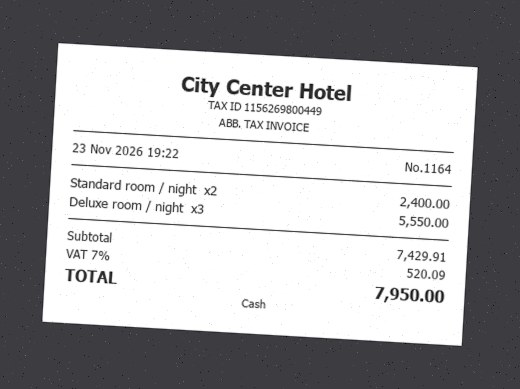 City Center Hotel
TAX ID 1156269800449
ABB. TAX INVOICE
23 Nov 2026 19:22 No.1164
Standard room / night x2 2,400.00
Deluxe room / night x3 5,550.00
Subtotal 7,429.91
VAT 7% 520.09
TOTAL 7,950.00
Cash